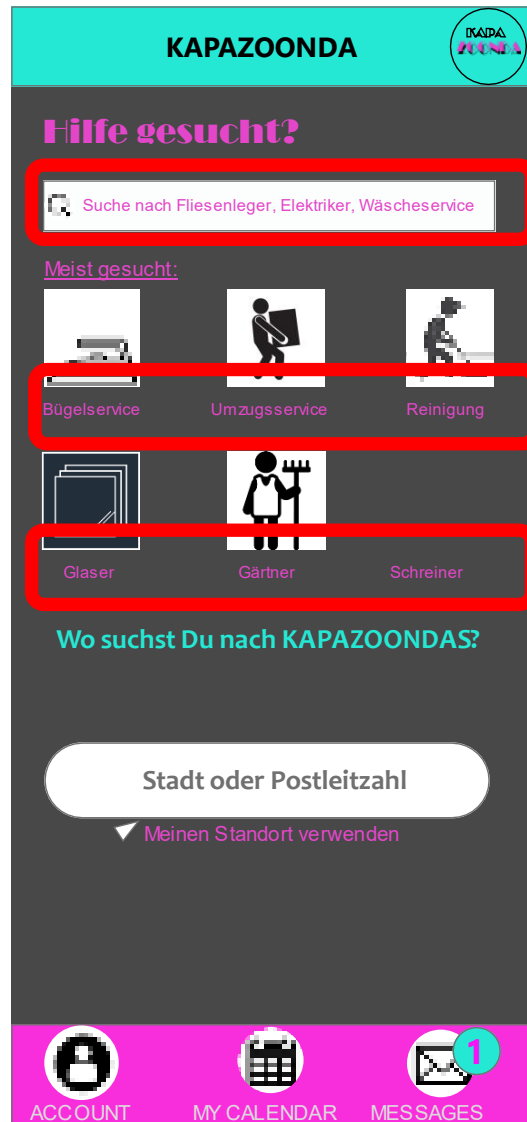 KAPAZOONDA
KAPA
ZOONDA
Hilfe gesucht?
Suche nach Fliesenleger, Elektriker, Wäscheservice
Meist gesucht:
Bügelservice Umzugsservice Reinigung
Glaser Gärtner Schreiner
Wo suchst Du nach KAPAZOONDAS?
Stadt oder Postleitzahl
Meinen Standort verwenden
1
ACCOUNT MY CALENDAR MESSAGES